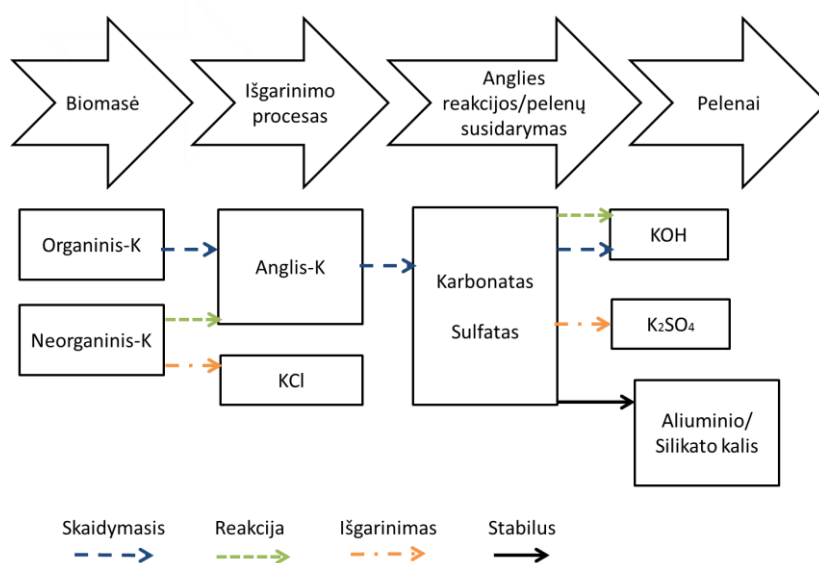 Biomasė
Išgarinimo
procesas
Anglies
reakcijos/pelenų
susidarymas
Pelenai
Organinis-K
Neorganinis-K
Anglis-K
KCl
Karbonatas
Sulfatas
KOH
K₂SO₄
Aliuminio/
Silikato kalis
Skaidymasis
Reakcija
Išgarinimas
Stabilus